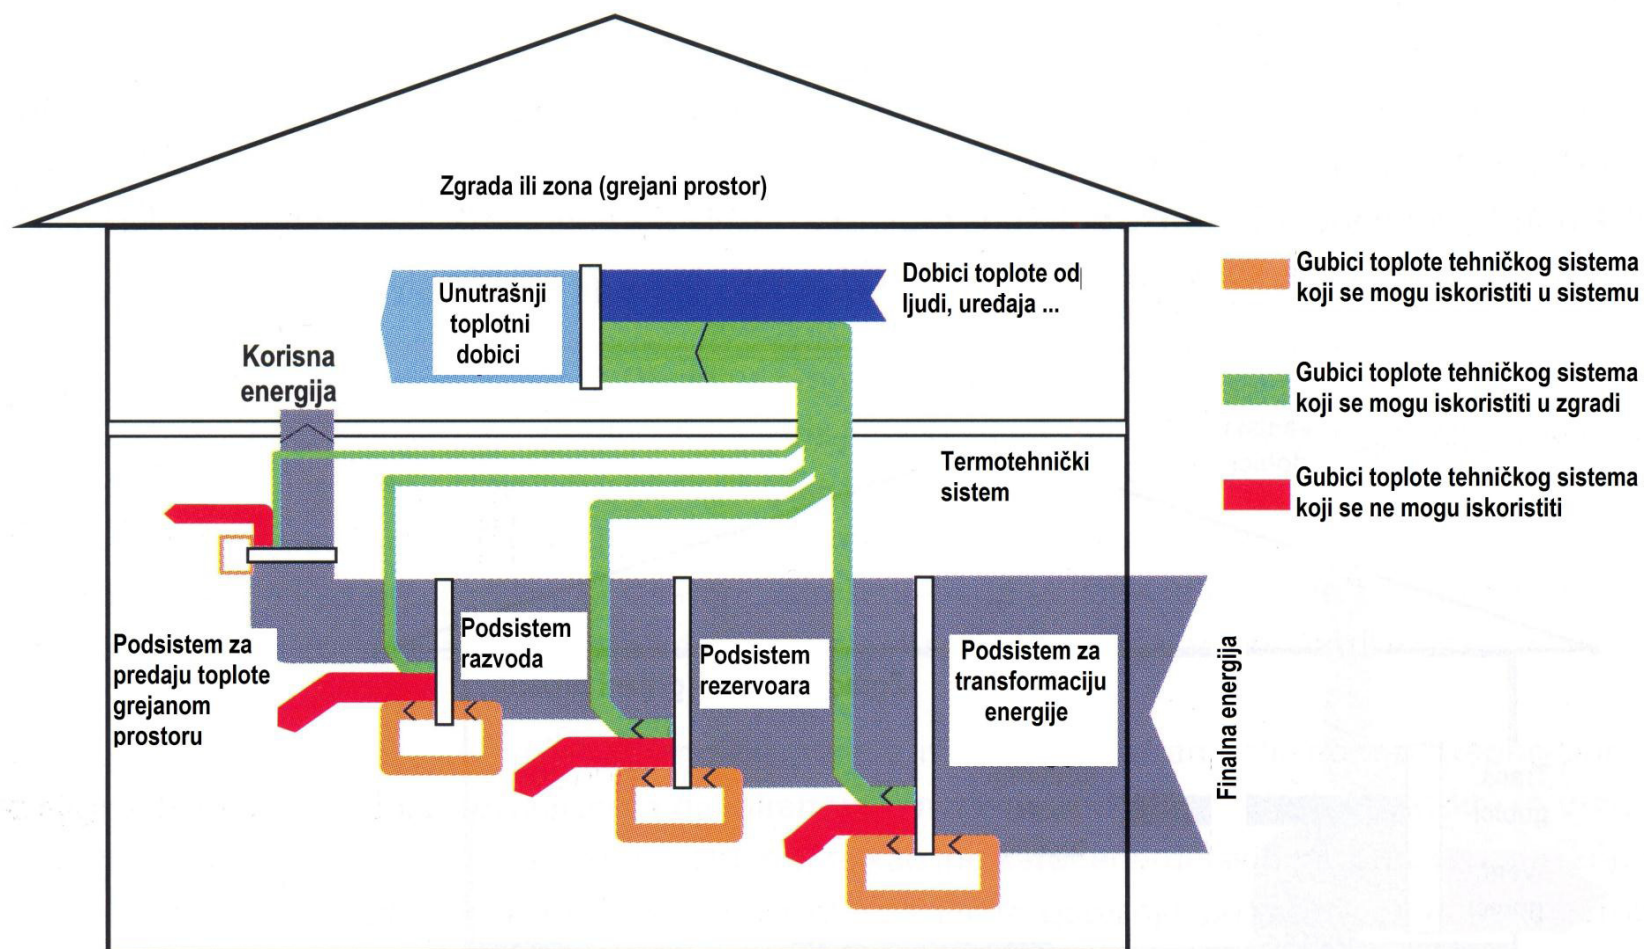 Zgrada ili zona (grejani prostor)
Dobici toplote od
ljudi, uređaja ...
Unutrašnji
toplotni
dobici
Korisna
energija
Termotehnički
sistem
Gubici toplote tehničkog sistema
koji se mogu iskoristiti u sistemu
Gubici toplote tehničkog sistema
koji se mogu iskoristiti u zgradi
Gubici toplote tehničkog sistema
koji se ne mogu iskoristiti
Podsistem za
predaju toplote
grejanom
prostoru
Podsistem
razvoda
Podsistem
rezervoara
Podsistem za
transformaciju
energije
Finalna energija